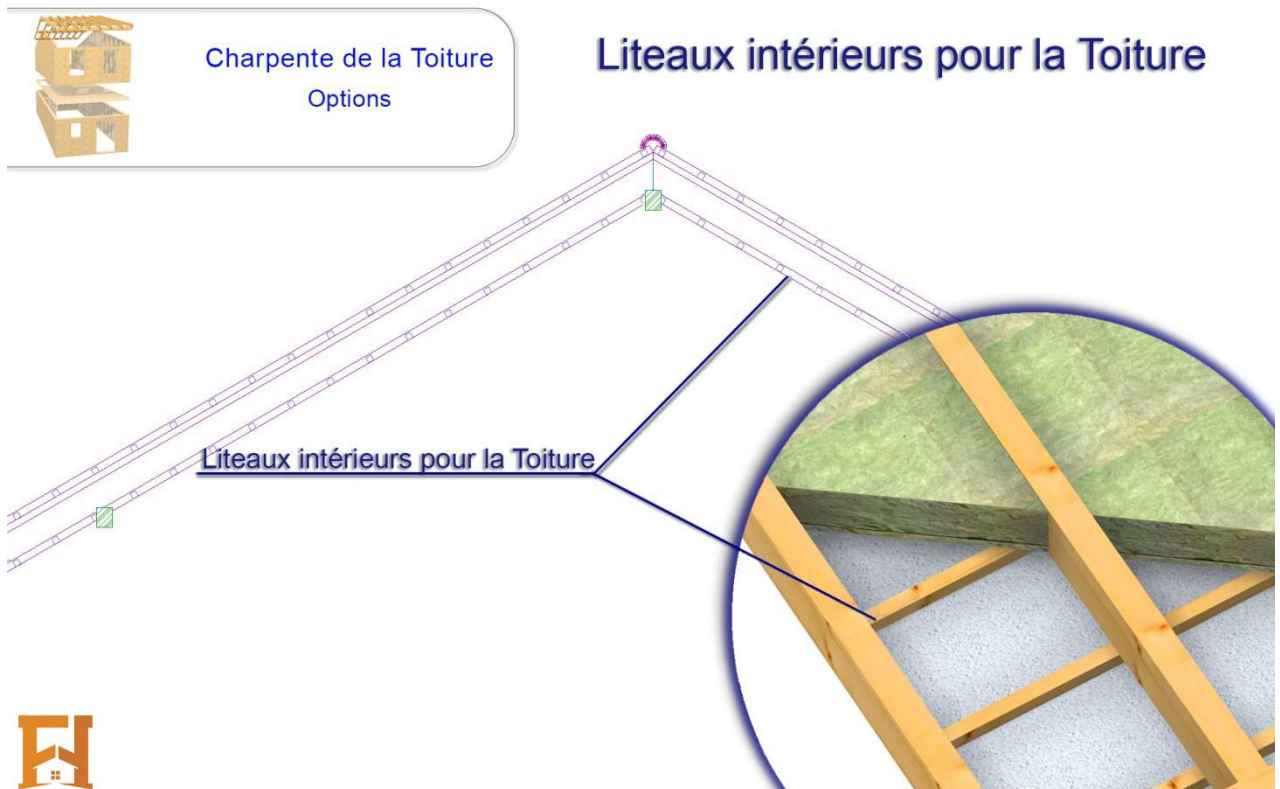 Charpente de la Toiture
Options
Liteaux intérieurs pour la Toiture
Liteaux intérieurs pour la Toiture